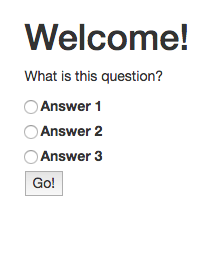 Welcome!
What is this question?
Answer 1
Answer 2
Answer 3
Go!